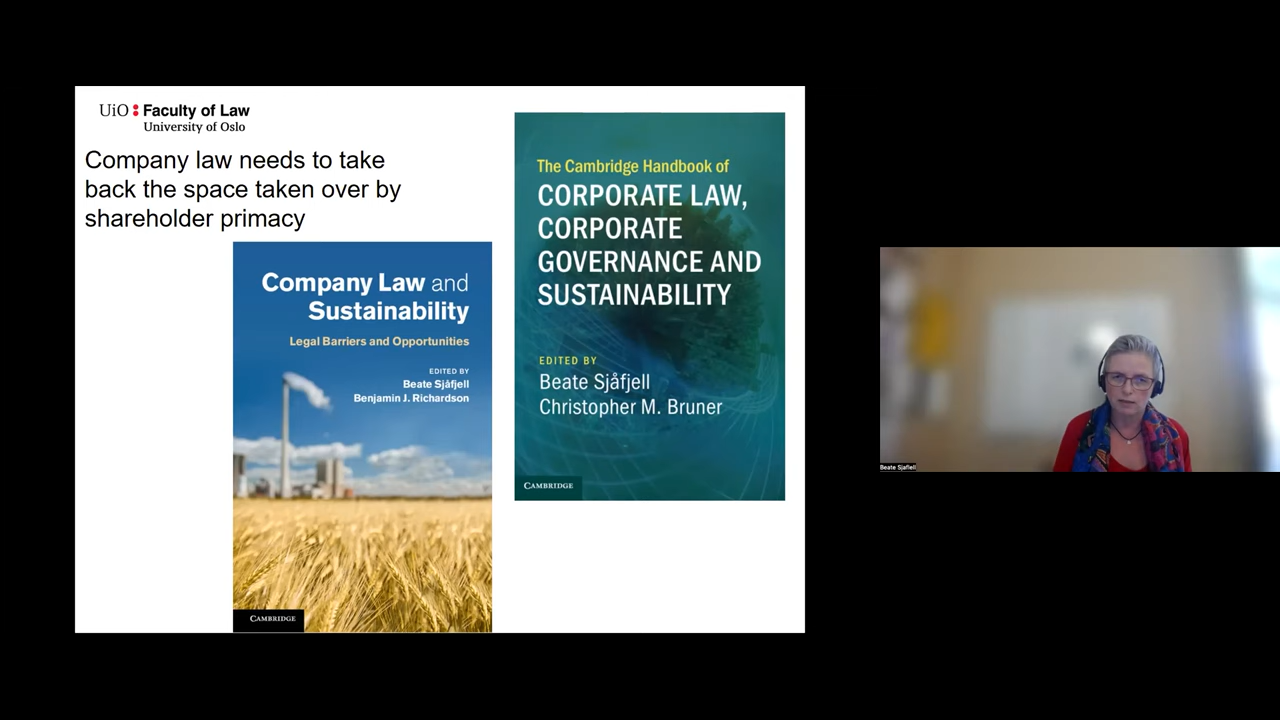 UiO : Faculty of Law
University of Oslo
Company law needs to take
back the space taken over by
shareholder primacy
Company Law and
Sustainability
Legal Barriers and Opportunities
EDITED BY
Beate Sjåfjell
Benjamin J. Richardson
CAMBRIDGE
The Cambridge Handbook of
CORPORATE LAW,
CORPORATE
GOVERNANCE AND
SUSTAINABILITY
EDITED BY
Beate Sjåfjell
Christopher M. Bruner
CAMBRIDGE
Beate Sjåfjell